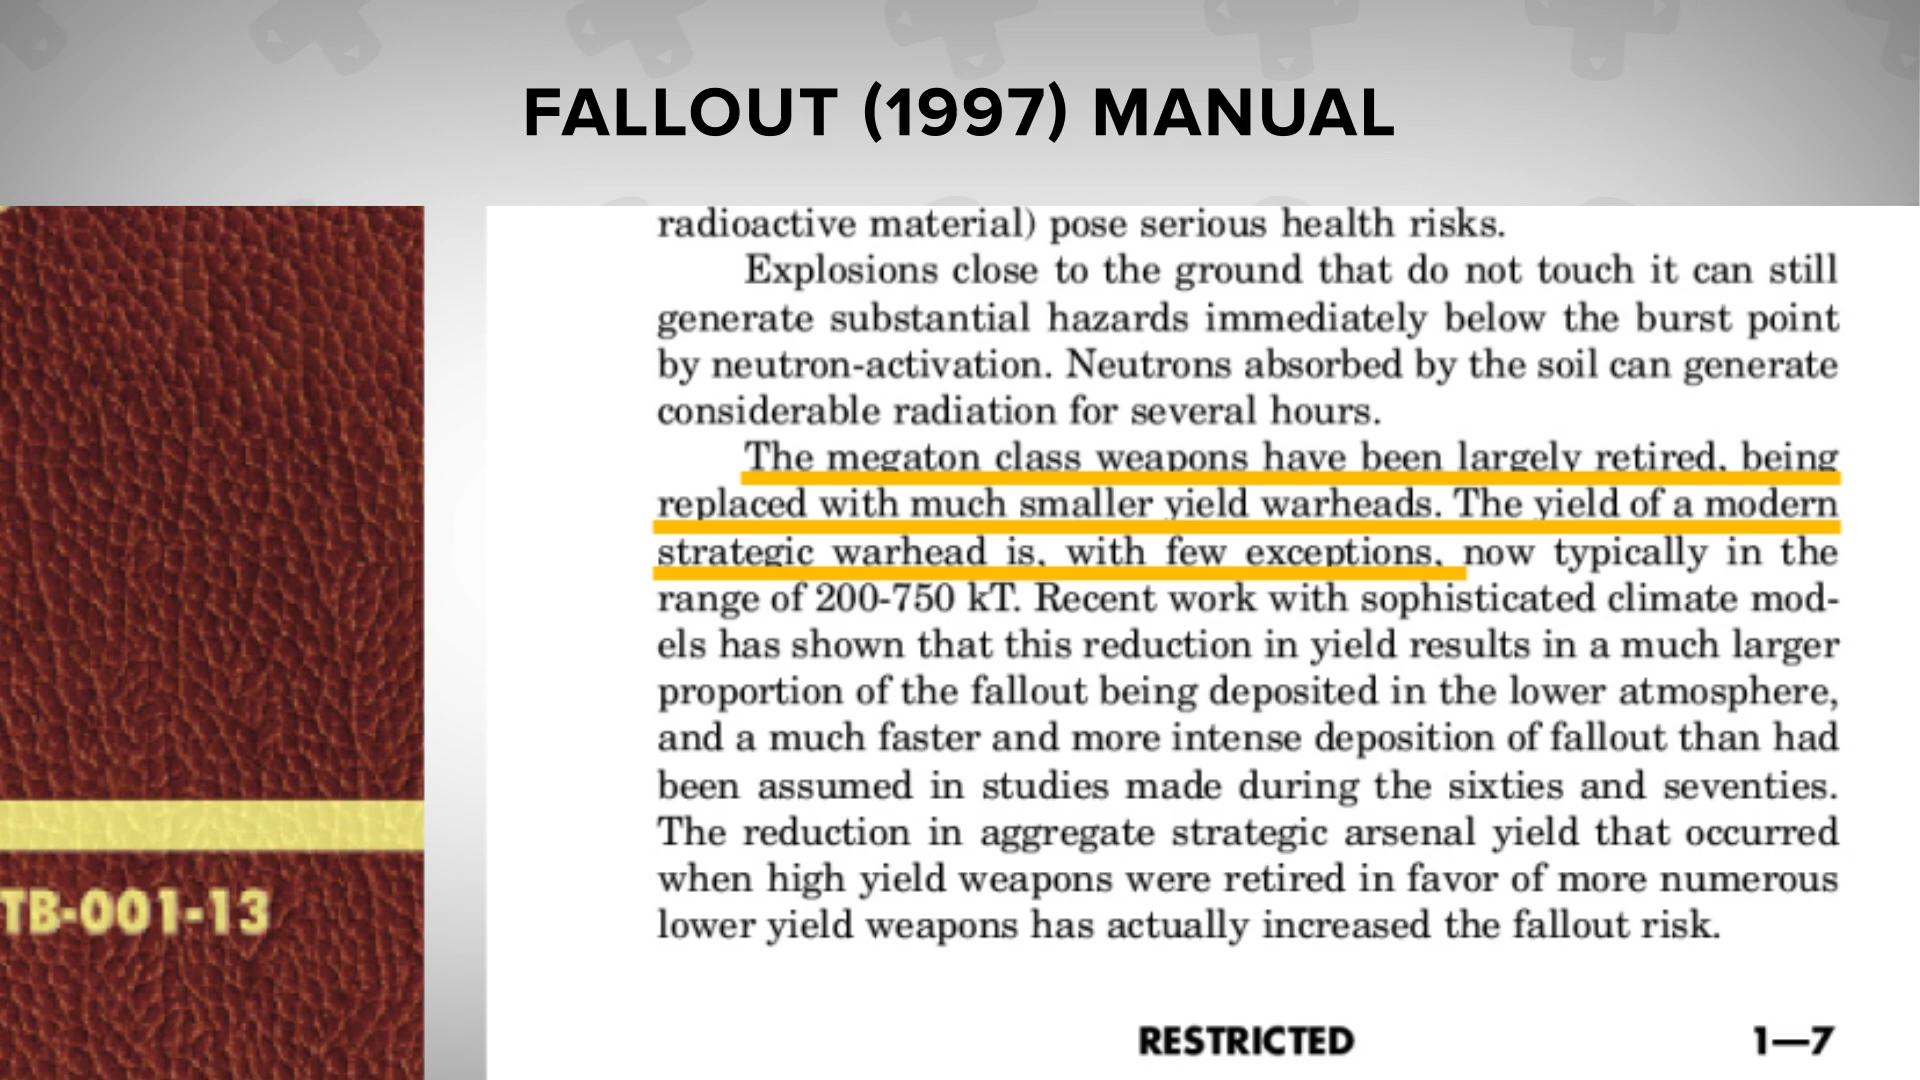 FALLOUT (1997) MANUAL
TB-001-13
radioactive material) pose serious health risks.
Explosions close to the ground that do not touch it can still
generate substantial hazards immediately below the burst point
by neutron-activation. Neutrons absorbed by the soil can generate
considerable radiation for several hours.
The megaton class weapons have been largely retired, being
replaced with much smaller yield warheads. The yield of a modern
strategic warhead is, with few exceptions, now typically in the
range of 200-750 kT. Recent work with sophisticated climate mod-
els has shown that this reduction in yield results in a much larger
proportion of the fallout being deposited in the lower atmosphere,
and a much faster and more intense deposition of fallout than had
been assumed in studies made during the sixties and seventies.
The reduction in aggregate strategic arsenal yield that occurred
when high yield weapons were retired in favor of more numerous
lower yield weapons has actually increased the fallout risk.
RESTRICTED
1—7